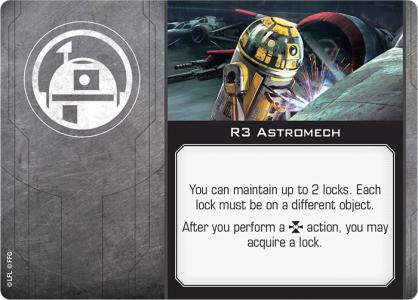 R3 Astromech
You can maintain up to 2 locks. Each
lock must be on a different object.
After you perform a action, you may
acquire a lock.
© LFL © FFG